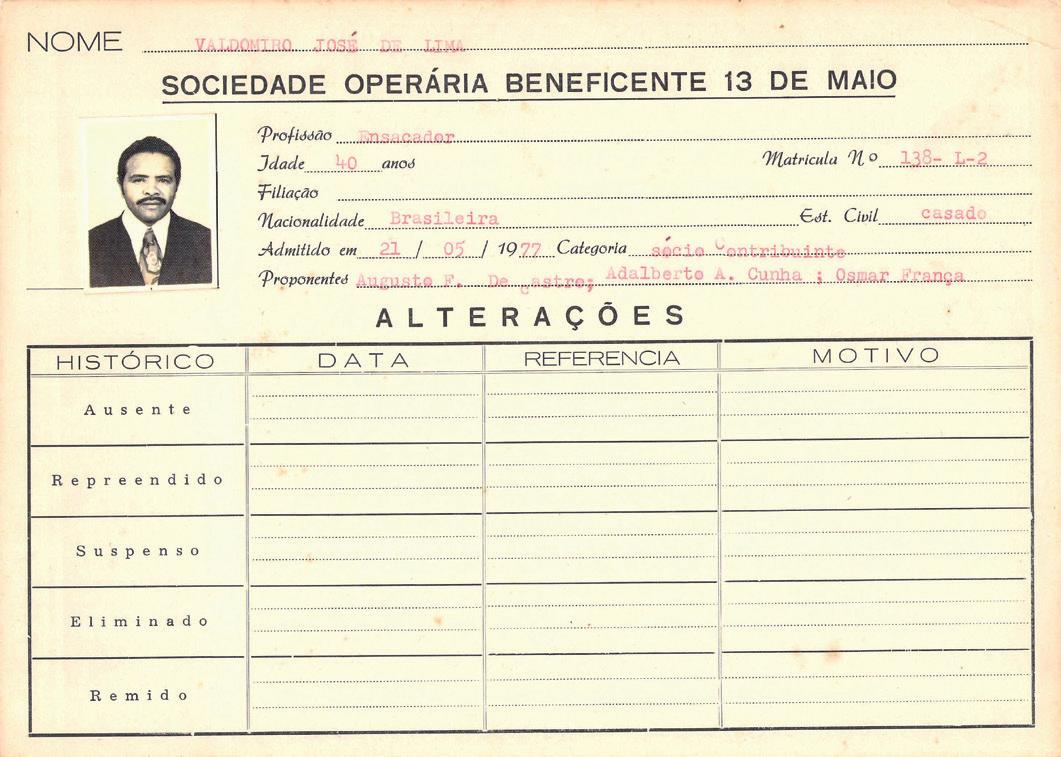 NOME VALDOMIRO JOSÉ DE LIMA
SOCIEDADE OPERÁRIA BENEFICENTE 13 DE MAIO
Profissão Ensacador
Idade 40 anos Matricula Nº 138- L-2
Filiação
Nacionalidade Brasileira Est. Civil casado
Admitido em 21 / 05 / 1977 Categoria sócio Contribuinte
Proponentes Augusto F. De Castro; Adalberto A. Cunha ; Osmar França
ALTERAÇÕES
HISTÓRICO DATA REFERENCIA MOTIVO
Ausente
Repreendido
Suspenso
Eliminado
Remido